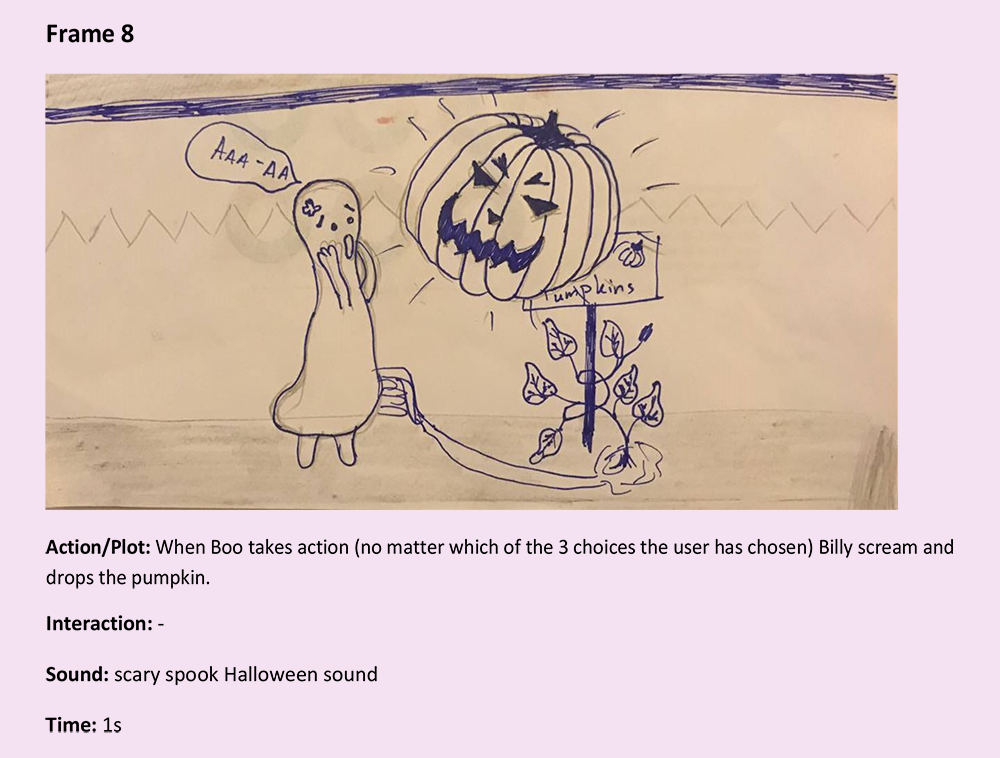 Frame 8
AAA-AA
Pumpkins
Action/Plot: When Boo takes action (no matter which of the 3 choices the user has chosen) Billy scream and
drops the pumpkin.
Interaction: -
Sound: scary spook Halloween sound
Time: 1s